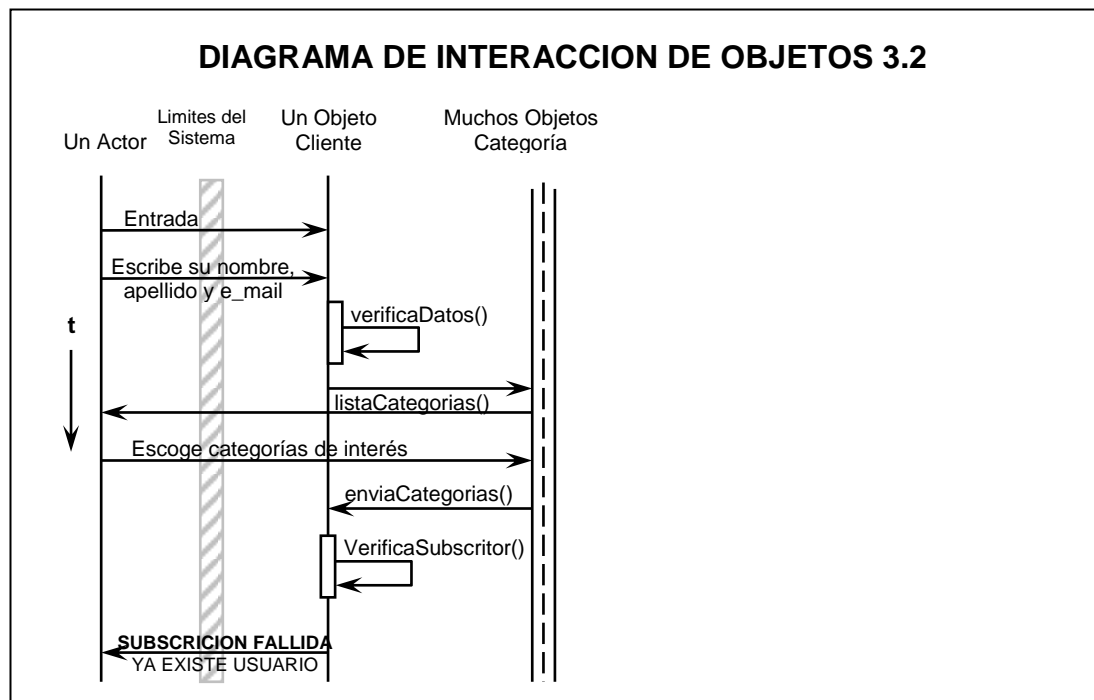 DIAGRAMA DE INTERACCION DE OBJETOS 3.2
Un Actor
Limites del
Sistema
Un Objeto
Cliente
Muchos Objetos
Categoría
Entrada
Escribe su nombre,
apellido y e_mail
verificaDatos()
t
listaCategorias()
Escoge categorías de interés
enviaCategorias()
VerificaSubscritor()
SUBSCRICION FALLIDA
YA EXISTE USUARIO